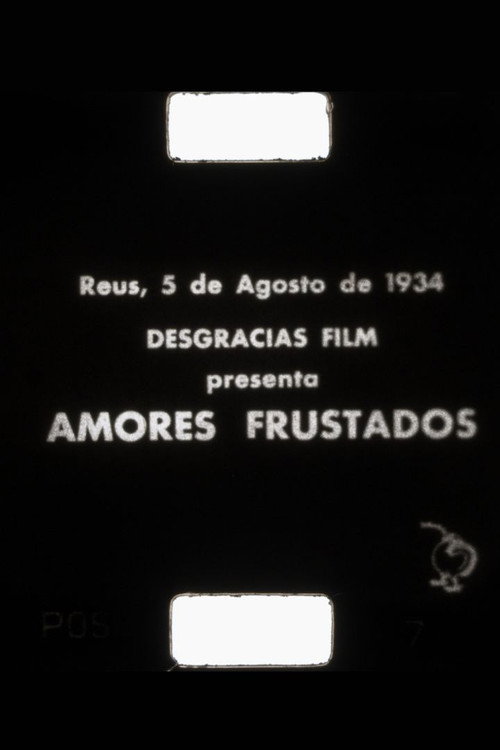 Reus, 5 de Agosto de 1934
DESGRACIAS FILM
presenta
AMORES FRUSTADOS